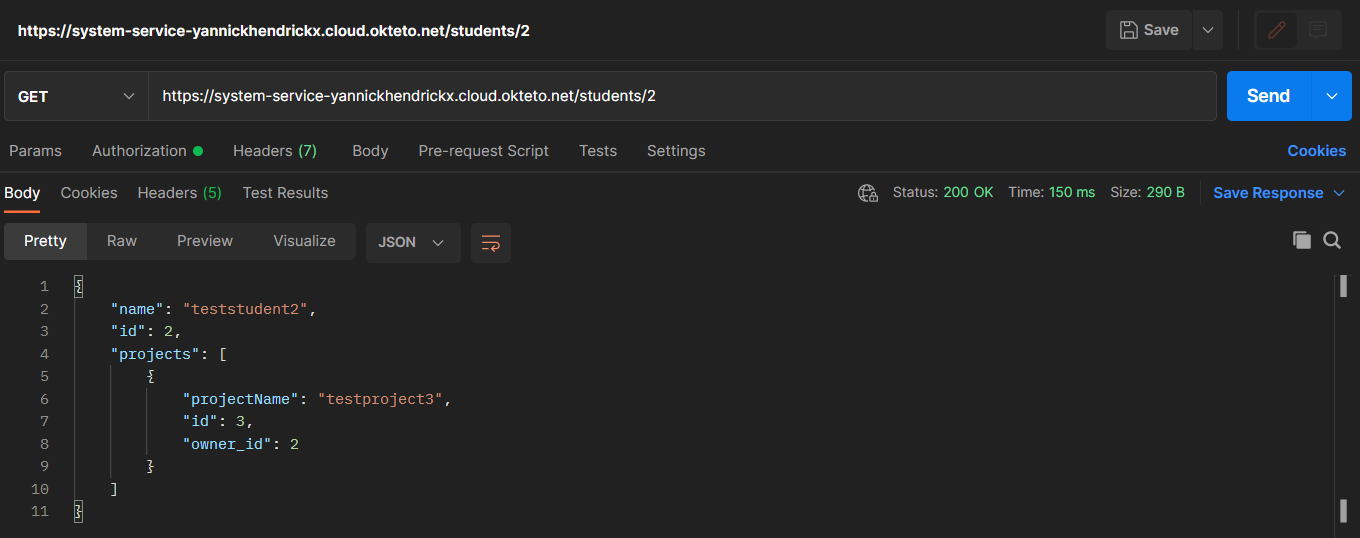 https://system-service-yannickhendrickx.cloud.okteto.net/students/2
Save
GET
https://system-service-yannickhendrickx.cloud.okteto.net/students/2
Send
Params Authorization Headers (7) Body Pre-request Script Tests Settings Cookies
Body Cookies Headers (5) Test Results Status: 200 OK Time: 150 ms Size: 290 B Save Response
Pretty Raw Preview Visualize JSON
1 {
2 "name": "teststudent2",
3 "id": 2,
4 "projects": [
5 {
6 "projectName": "testproject3",
7 "id": 3,
8 "owner_id": 2
9 }
10 ]
11 }